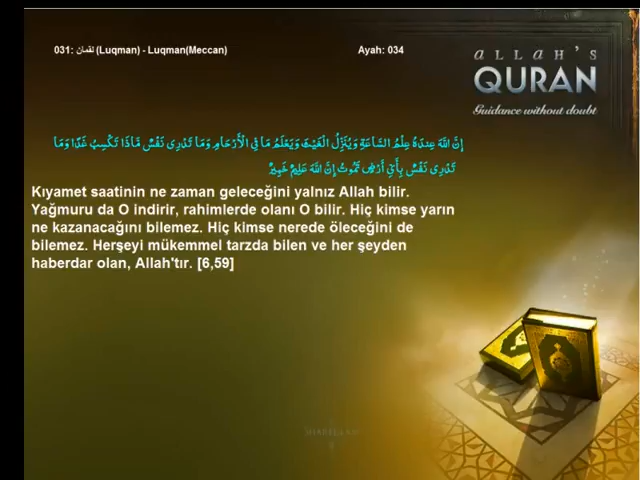 031: لقمان (Luqman) - Luqman(Meccan)
Ayah: 034
ALLAH'S
QURAN
Guidance without doubt
إِنَّ اللَّهَ عِندَهُ عِلْمُ السَّاعَةِ وَيُنَزِّلُ الْغَيْثَ وَيَعْلَمُ مَا فِي الْأَرْحَامِ وَمَا تَدْرِي نَفْسٌ مَّاذَا تَكْسِبُ غَدًا وَمَا
تَدْرِي نَفْسٌ بِأَيِّ أَرْضٍ تَمُوتُ إِنَّ اللَّهَ عَلِيمٌ خَبِيرٌ
Kıyamet saatinin ne zaman geleceğini yalnız Allah bilir.
Yağmuru da O indirir, rahimlerde olanı O bilir. Hiç kimse yarın
ne kazanacağını bilemez. Hiç kimse nerede öleceğini de
bilemez. Herşeyi mükemmel tarzda bilen ve her şeyden
haberdar olan, Allah'tır. [6,59]